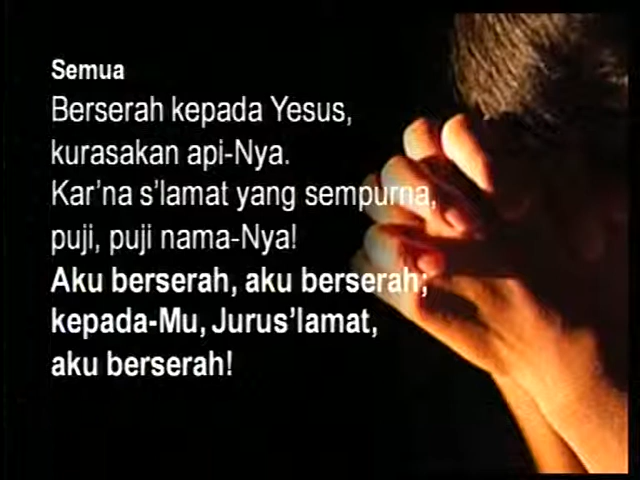 Semua
Berserah kepada Yesus,
kurasakan api-Nya.
Kar'na s'lamat yang sempurna,
puji, puji nama-Nya!
Aku berserah, aku berserah;
kepada-Mu, Jurus'lamat,
aku berserah!